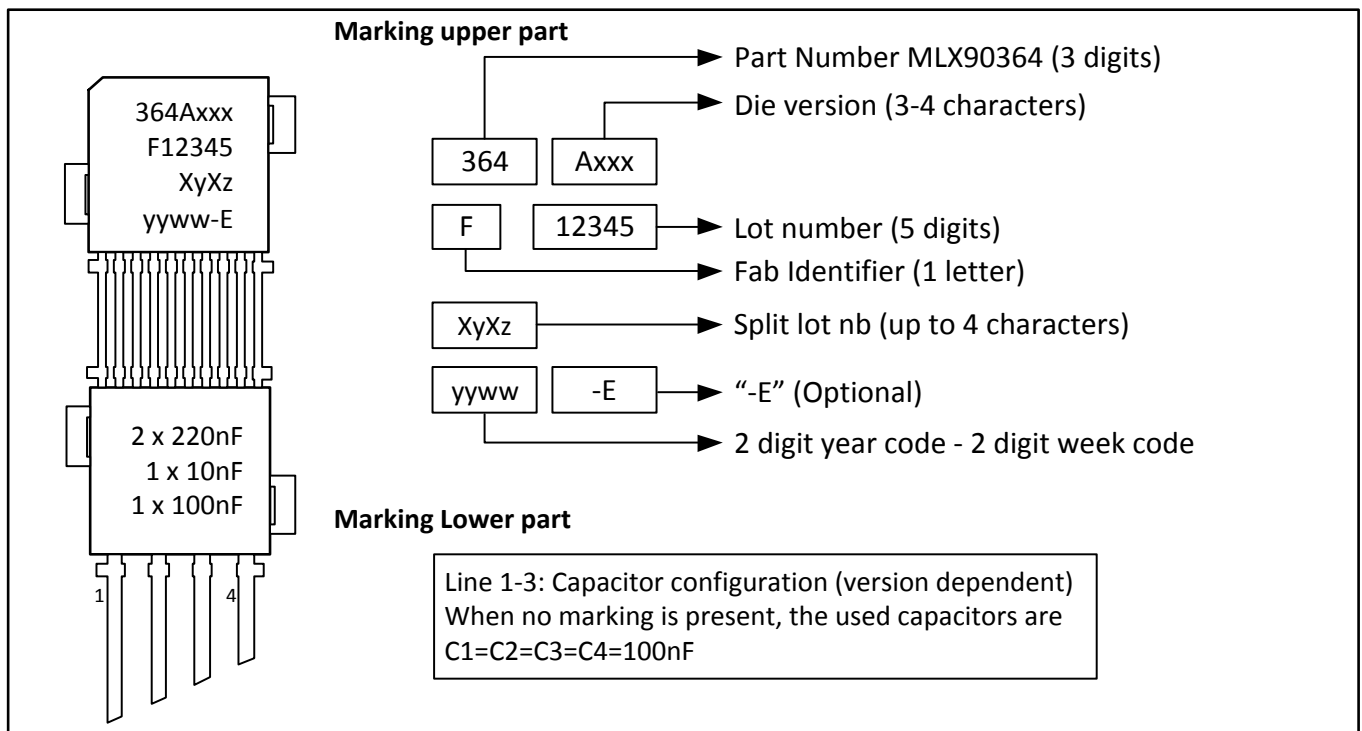 Marking upper part
364Axxx
F12345
XyXz
yyww-E
2 x 220nF
1 x 10nF
1 x 100nF
1 4
Part Number MLX90364 (3 digits)
Die version (3-4 characters)
364 Axxx
F 12345 Lot number (5 digits)
Fab Identifier (1 letter)
XyXz Split lot nb (up to 4 characters)
yyww -E “-E” (Optional)
2 digit year code - 2 digit week code
Marking Lower part
Line 1-3: Capacitor configuration (version dependent)
When no marking is present, the used capacitors are
C1=C2=C3=C4=100nF